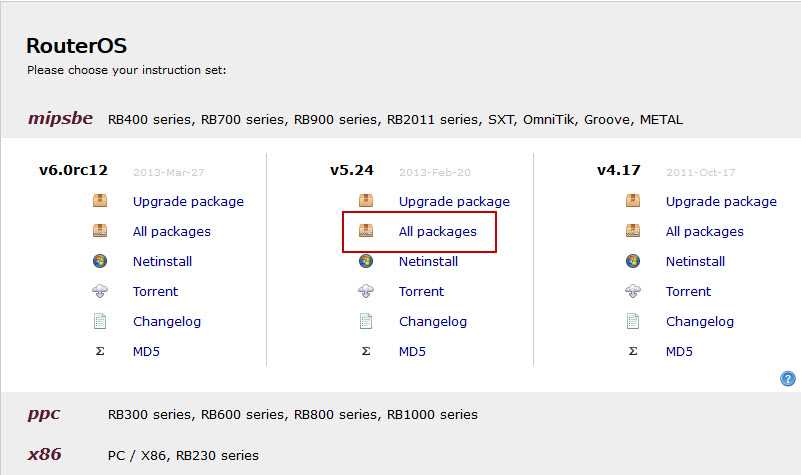 RouterOS
Please choose your instruction set:
mipsbe RB400 series, RB700 series, RB900 series, RB2011 series, SXT, OmniTik, Groove, METAL
v6.0rc12 2013-Mar-27 v5.24 2013-Feb-20 v4.17 2011-Oct-17
Upgrade package Upgrade package Upgrade package
All packages All packages All packages
Netinstall Netinstall Netinstall
Torrent Torrent Torrent
Changelog Changelog Changelog
Σ MD5 Σ MD5 Σ MD5
?
ppc RB300 series, RB600 series, RB800 series, RB1000 series
x86 PC / X86, RB230 series